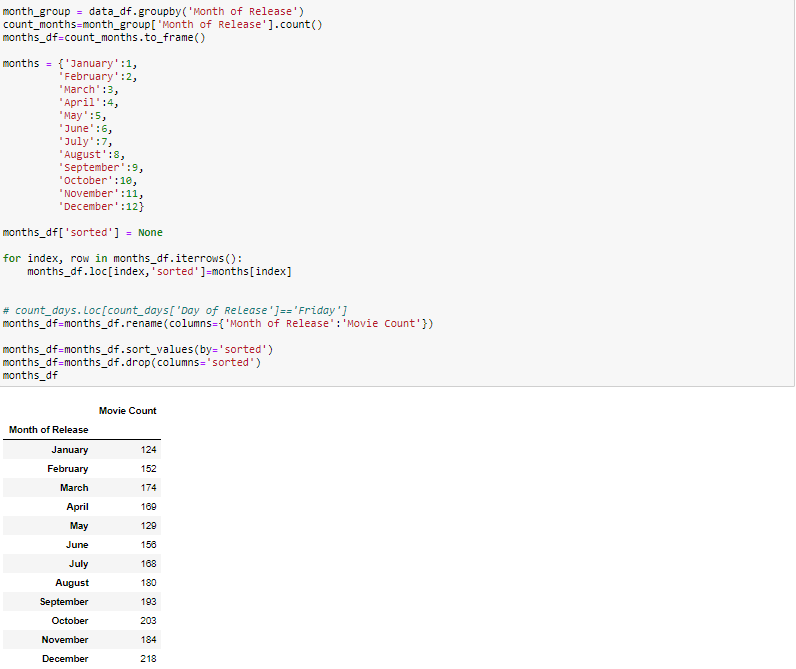 month_group = data_df.groupby('Month of Release')
count_months=month_group['Month of Release'].count()
months_df=count_months.to_frame()
months = {'January':1,
'February':2,
'March':3,
'April':4,
'May':5,
'June':6,
'July':7,
'August':8,
'September':9,
'October':10,
'November':11,
'December':12}
months_df['sorted'] = None
for index, row in months_df.iterrows():
months_df.loc[index,'sorted']=months[index]
# count_days.loc[count_days['Day of Release']=='Friday']
months_df=months_df.rename(columns={'Month of Release':'Movie Count'})
months_df=months_df.sort_values(by='sorted')
months_df=months_df.drop(columns='sorted')
months_df
Movie Count
Month of Release
January 124
February 152
March 174
April 169
May 129
June 156
July 168
August 180
September 193
October 203
November 184
December 218